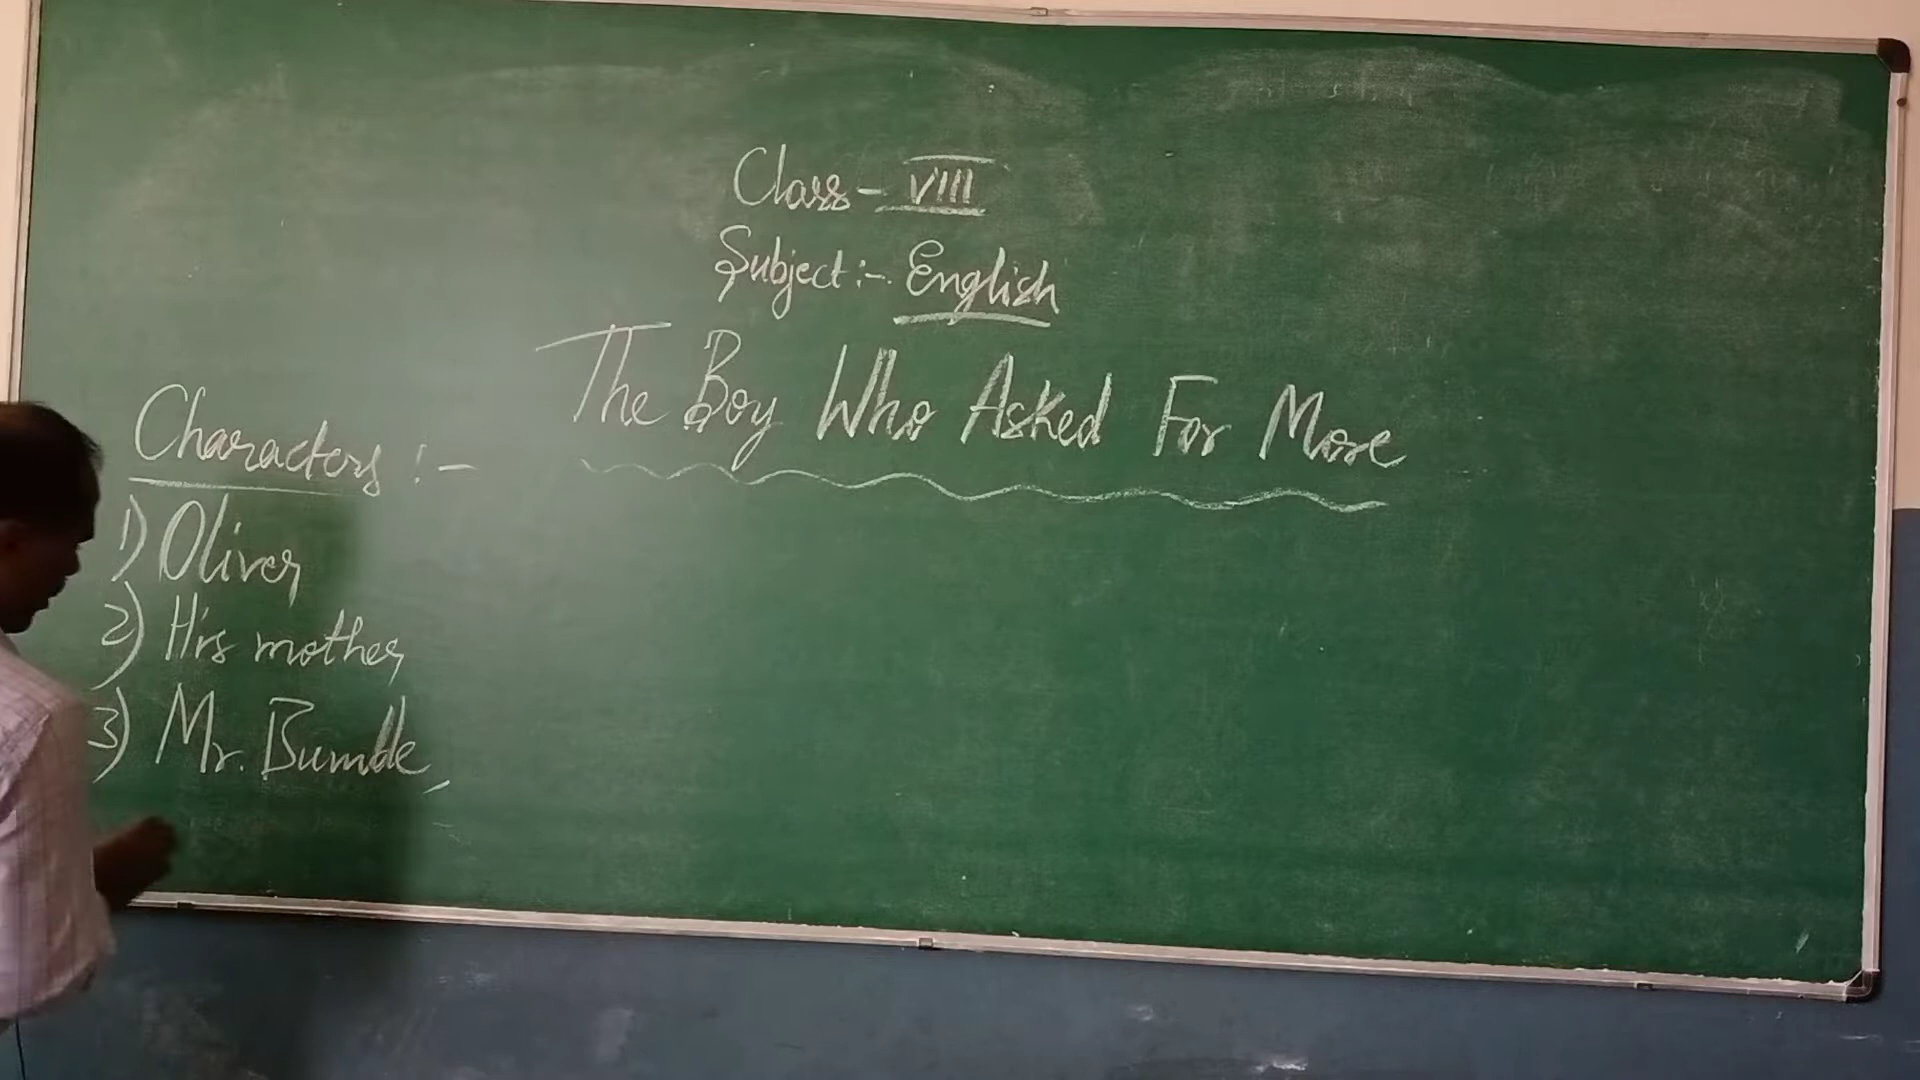 Class - VIII
Subject :- English
The Boy Who Asked For More
Characters :-
1) Oliver
2) His mother
3) Mr. Bumble